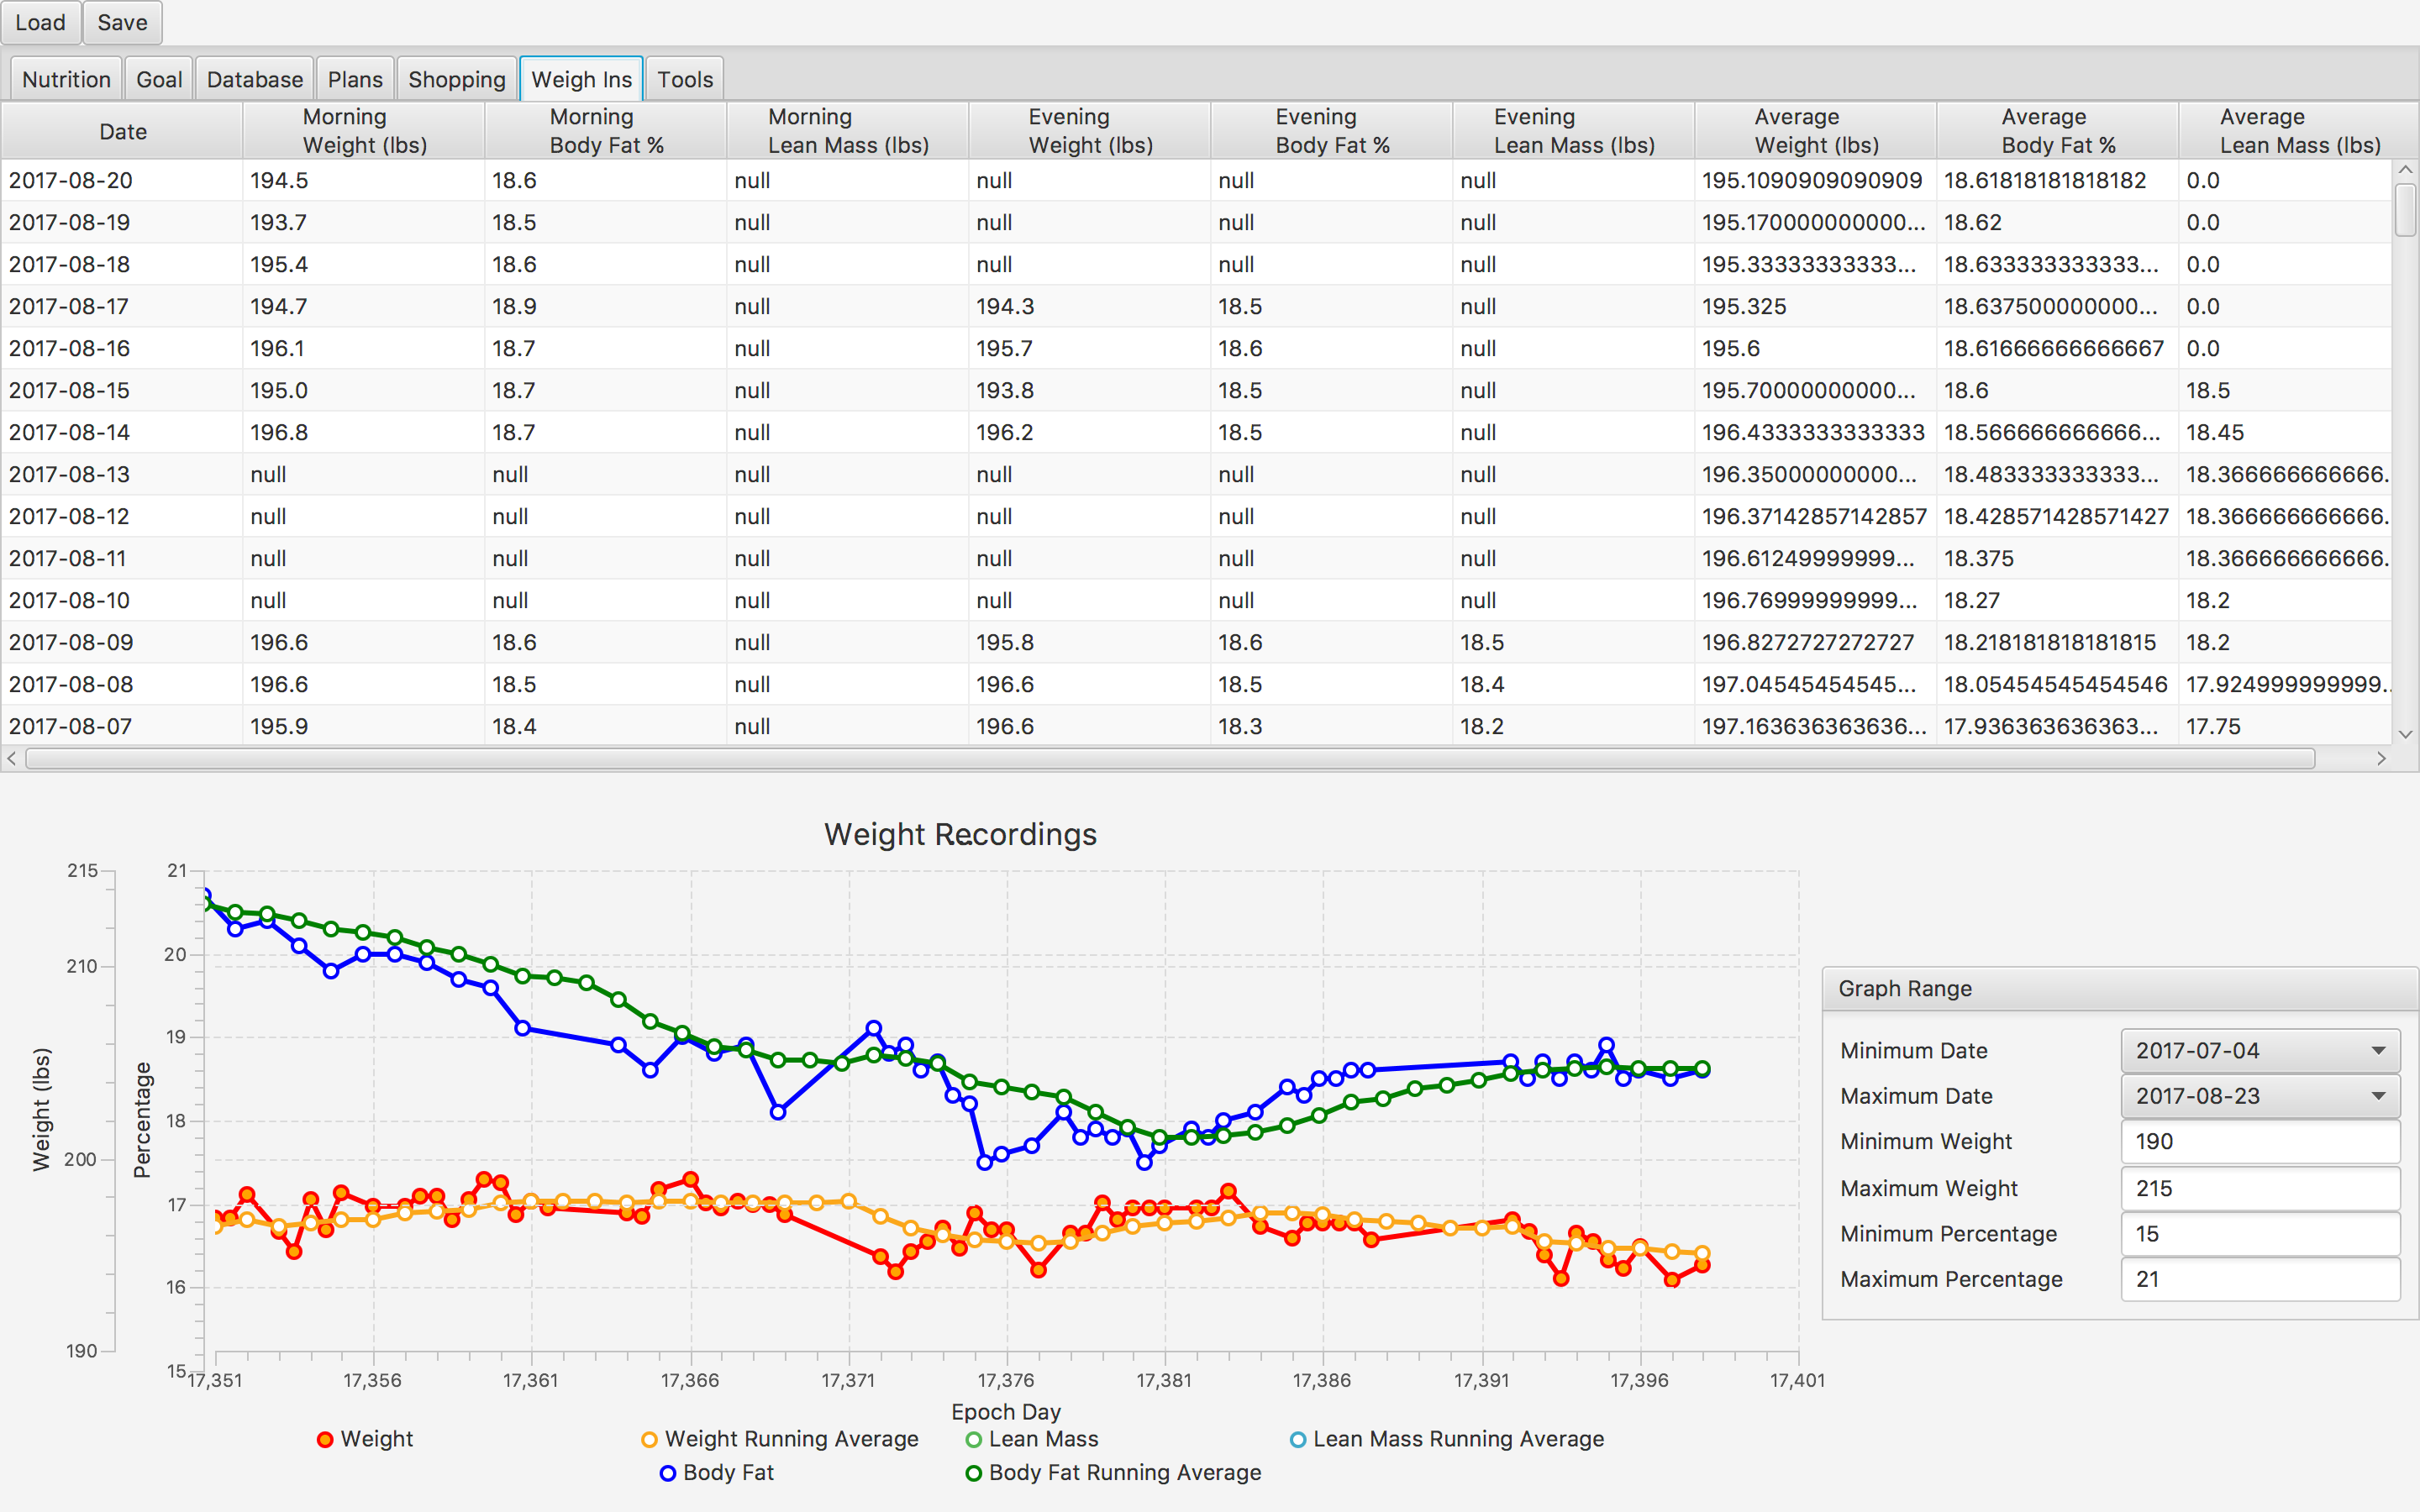 Load Save
Nutrition Goal Database Plans Shopping Weigh Ins Tools
Date Morning Morning Morning Evening Evening Evening Average Average Average
Weight (lbs) Body Fat % Lean Mass (lbs) Weight (lbs) Body Fat % Lean Mass (lbs) Weight (lbs) Body Fat % Lean Mass (lbs)
2017-08-20 194.5 18.6 null null null null 195.1090909090909 18.61818181818182 0.0
2017-08-19 193.7 18.5 null null null null 195.170000000000... 18.62 0.0
2017-08-18 195.4 18.6 null null null null 195.33333333333... 18.633333333333... 0.0
2017-08-17 194.7 18.9 null 194.3 18.5 null 195.325 18.637500000000... 0.0
2017-08-16 196.1 18.7 null 195.7 18.6 null 195.6 18.61666666666667 0.0
2017-08-15 195.0 18.7 null 193.8 18.5 null 195.70000000000... 18.6 18.5
2017-08-14 196.8 18.7 null 196.2 18.5 null 196.4333333333333 18.566666666666... 18.45
2017-08-13 null null null null null null 196.35000000000... 18.483333333333... 18.366666666666.
2017-08-12 null null null null null null 196.37142857142857 18.428571428571427 18.366666666666.
2017-08-11 null null null null null null 196.61249999999... 18.375 18.366666666666.
2017-08-10 null null null null null null 196.76999999999... 18.27 18.2
2017-08-09 196.6 18.6 null 195.8 18.6 18.5 196.8272727272727 18.218181818181815 18.2
2017-08-08 196.6 18.5 null 196.6 18.5 18.4 197.04545454545... 18.05454545454546 17.924999999999.
2017-08-07 195.9 18.4 null 196.6 18.3 18.2 197.163636363636... 17.936363636363... 17.75
Weight Recordings
215
210
200
190
Weight (lbs)
21
20
19
18
17
16
15
Percentage
17,351 17,356 17,361 17,366 17,371 17,376 17,381 17,386 17,391 17,396 17,401
Epoch Day
Weight Weight Running Average Lean Mass Lean Mass Running Average
Body Fat Body Fat Running Average
Graph Range
Minimum Date 2017-07-04
Maximum Date 2017-08-23
Minimum Weight 190
Maximum Weight 215
Minimum Percentage 15
Maximum Percentage 21